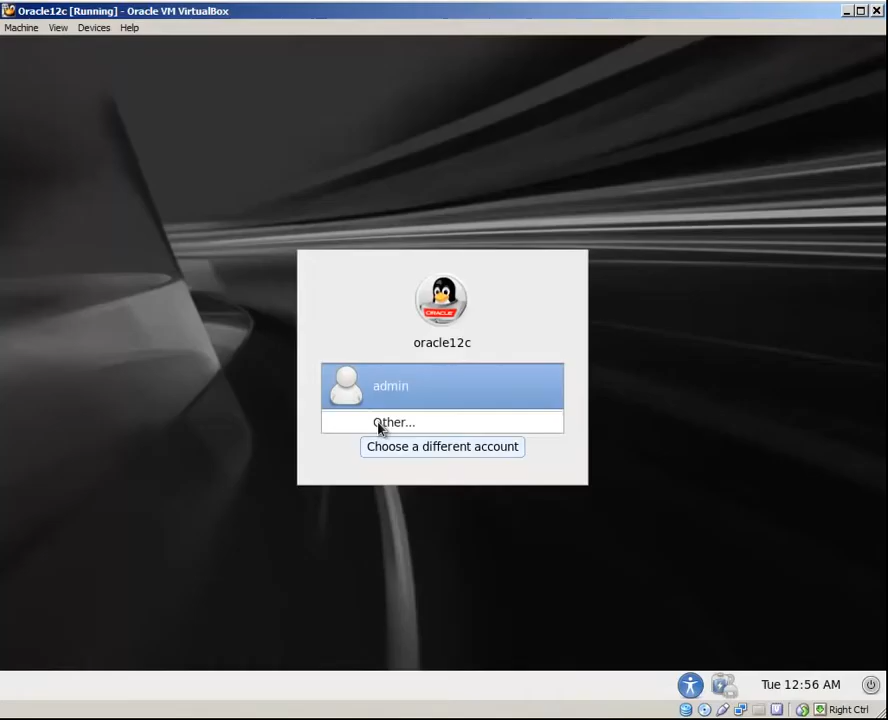 Oracle12c [Running] - Oracle VM VirtualBox
Machine View Devices Help
ORACLE
oracle12c
admin
Other...
Choose a different account
Tue 12:56 AM
Right Ctrl